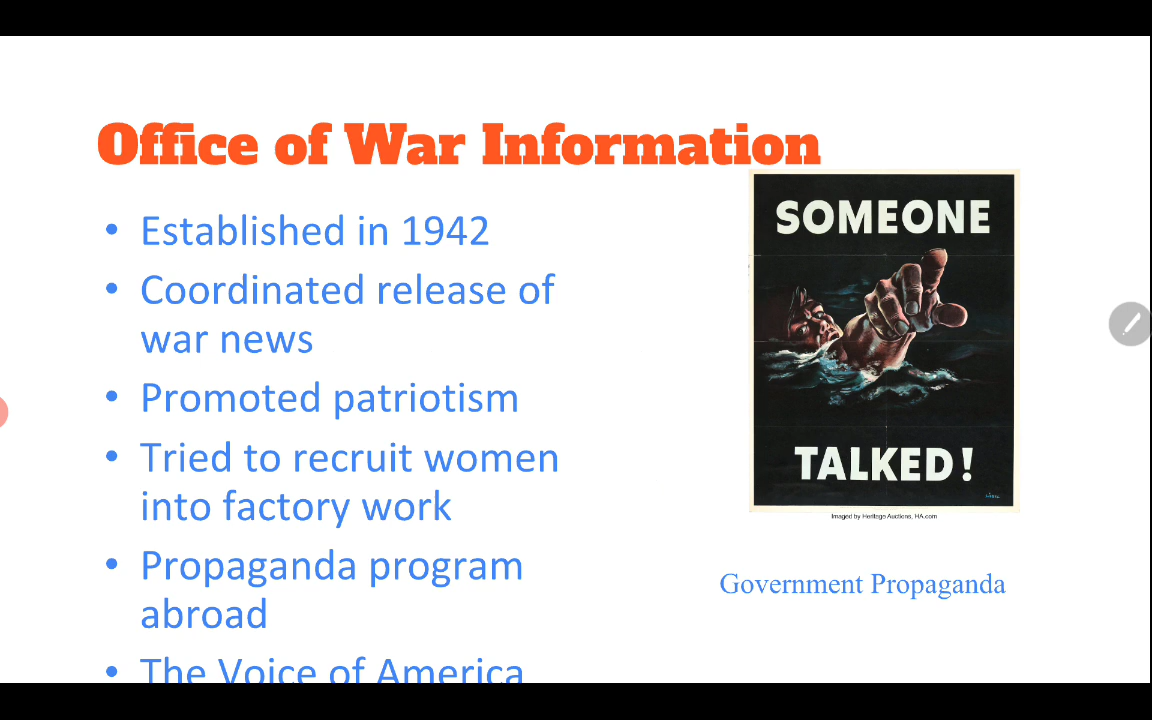 Office of War Information
• Established in 1942
• Coordinated release of
war news
• Promoted patriotism
• Tried to recruit women
into factory work
• Propaganda program
abroad
• The Voice of America
SOMEONE
TALKED!
Imaged by Heritage Auctions, HA.com
Government Propaganda